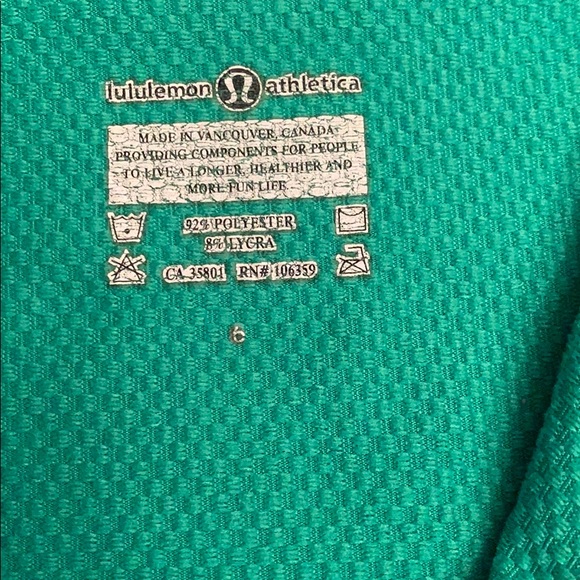 lululemon athletica
MADE IN VANCOUVER, CANADA-
PROVIDING COMPONENTS FOR PEOPLE
TO LIVE A LONGER, HEALTHIER AND
MORE FUN LIFE
92% POLYESTER
8% LYCRA
CA 35801 RN# 106359
6